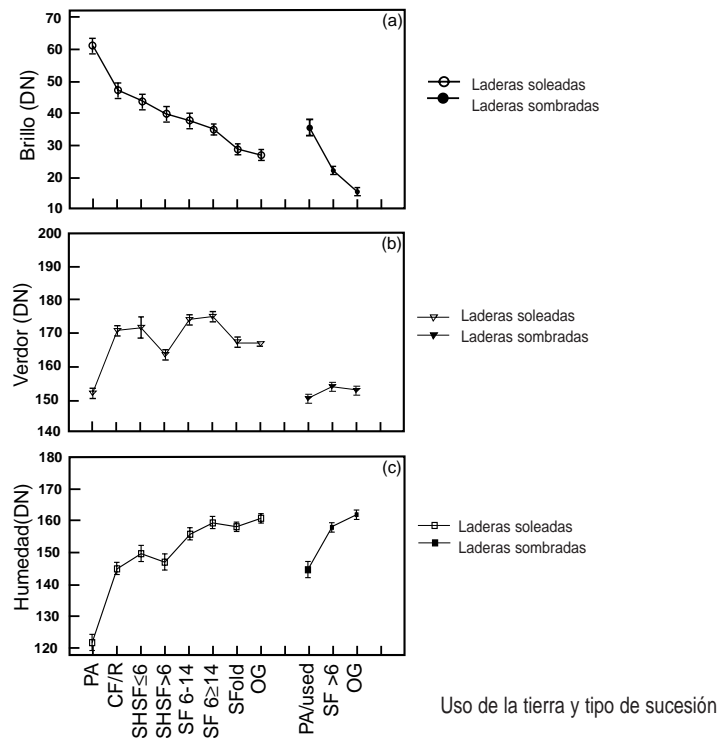 (a)
70
60
50
40
30
20
10
Brillo (DN)
Laderas soleadas
Laderas sombradas
(b)
200
190
180
170
160
150
140
Verdor (DN)
Laderas soleadas
Laderas sombradas
(c)
180
170
160
150
140
130
120
Humedad(DN)
Laderas soleadas
Laderas sombradas
PA
CF/R
SHSF≤6
SHSF>6
SF 6-14
SF 6≥14
SFold
OG
PA/used
SF >6
OG
Uso de la tierra y tipo de sucesión